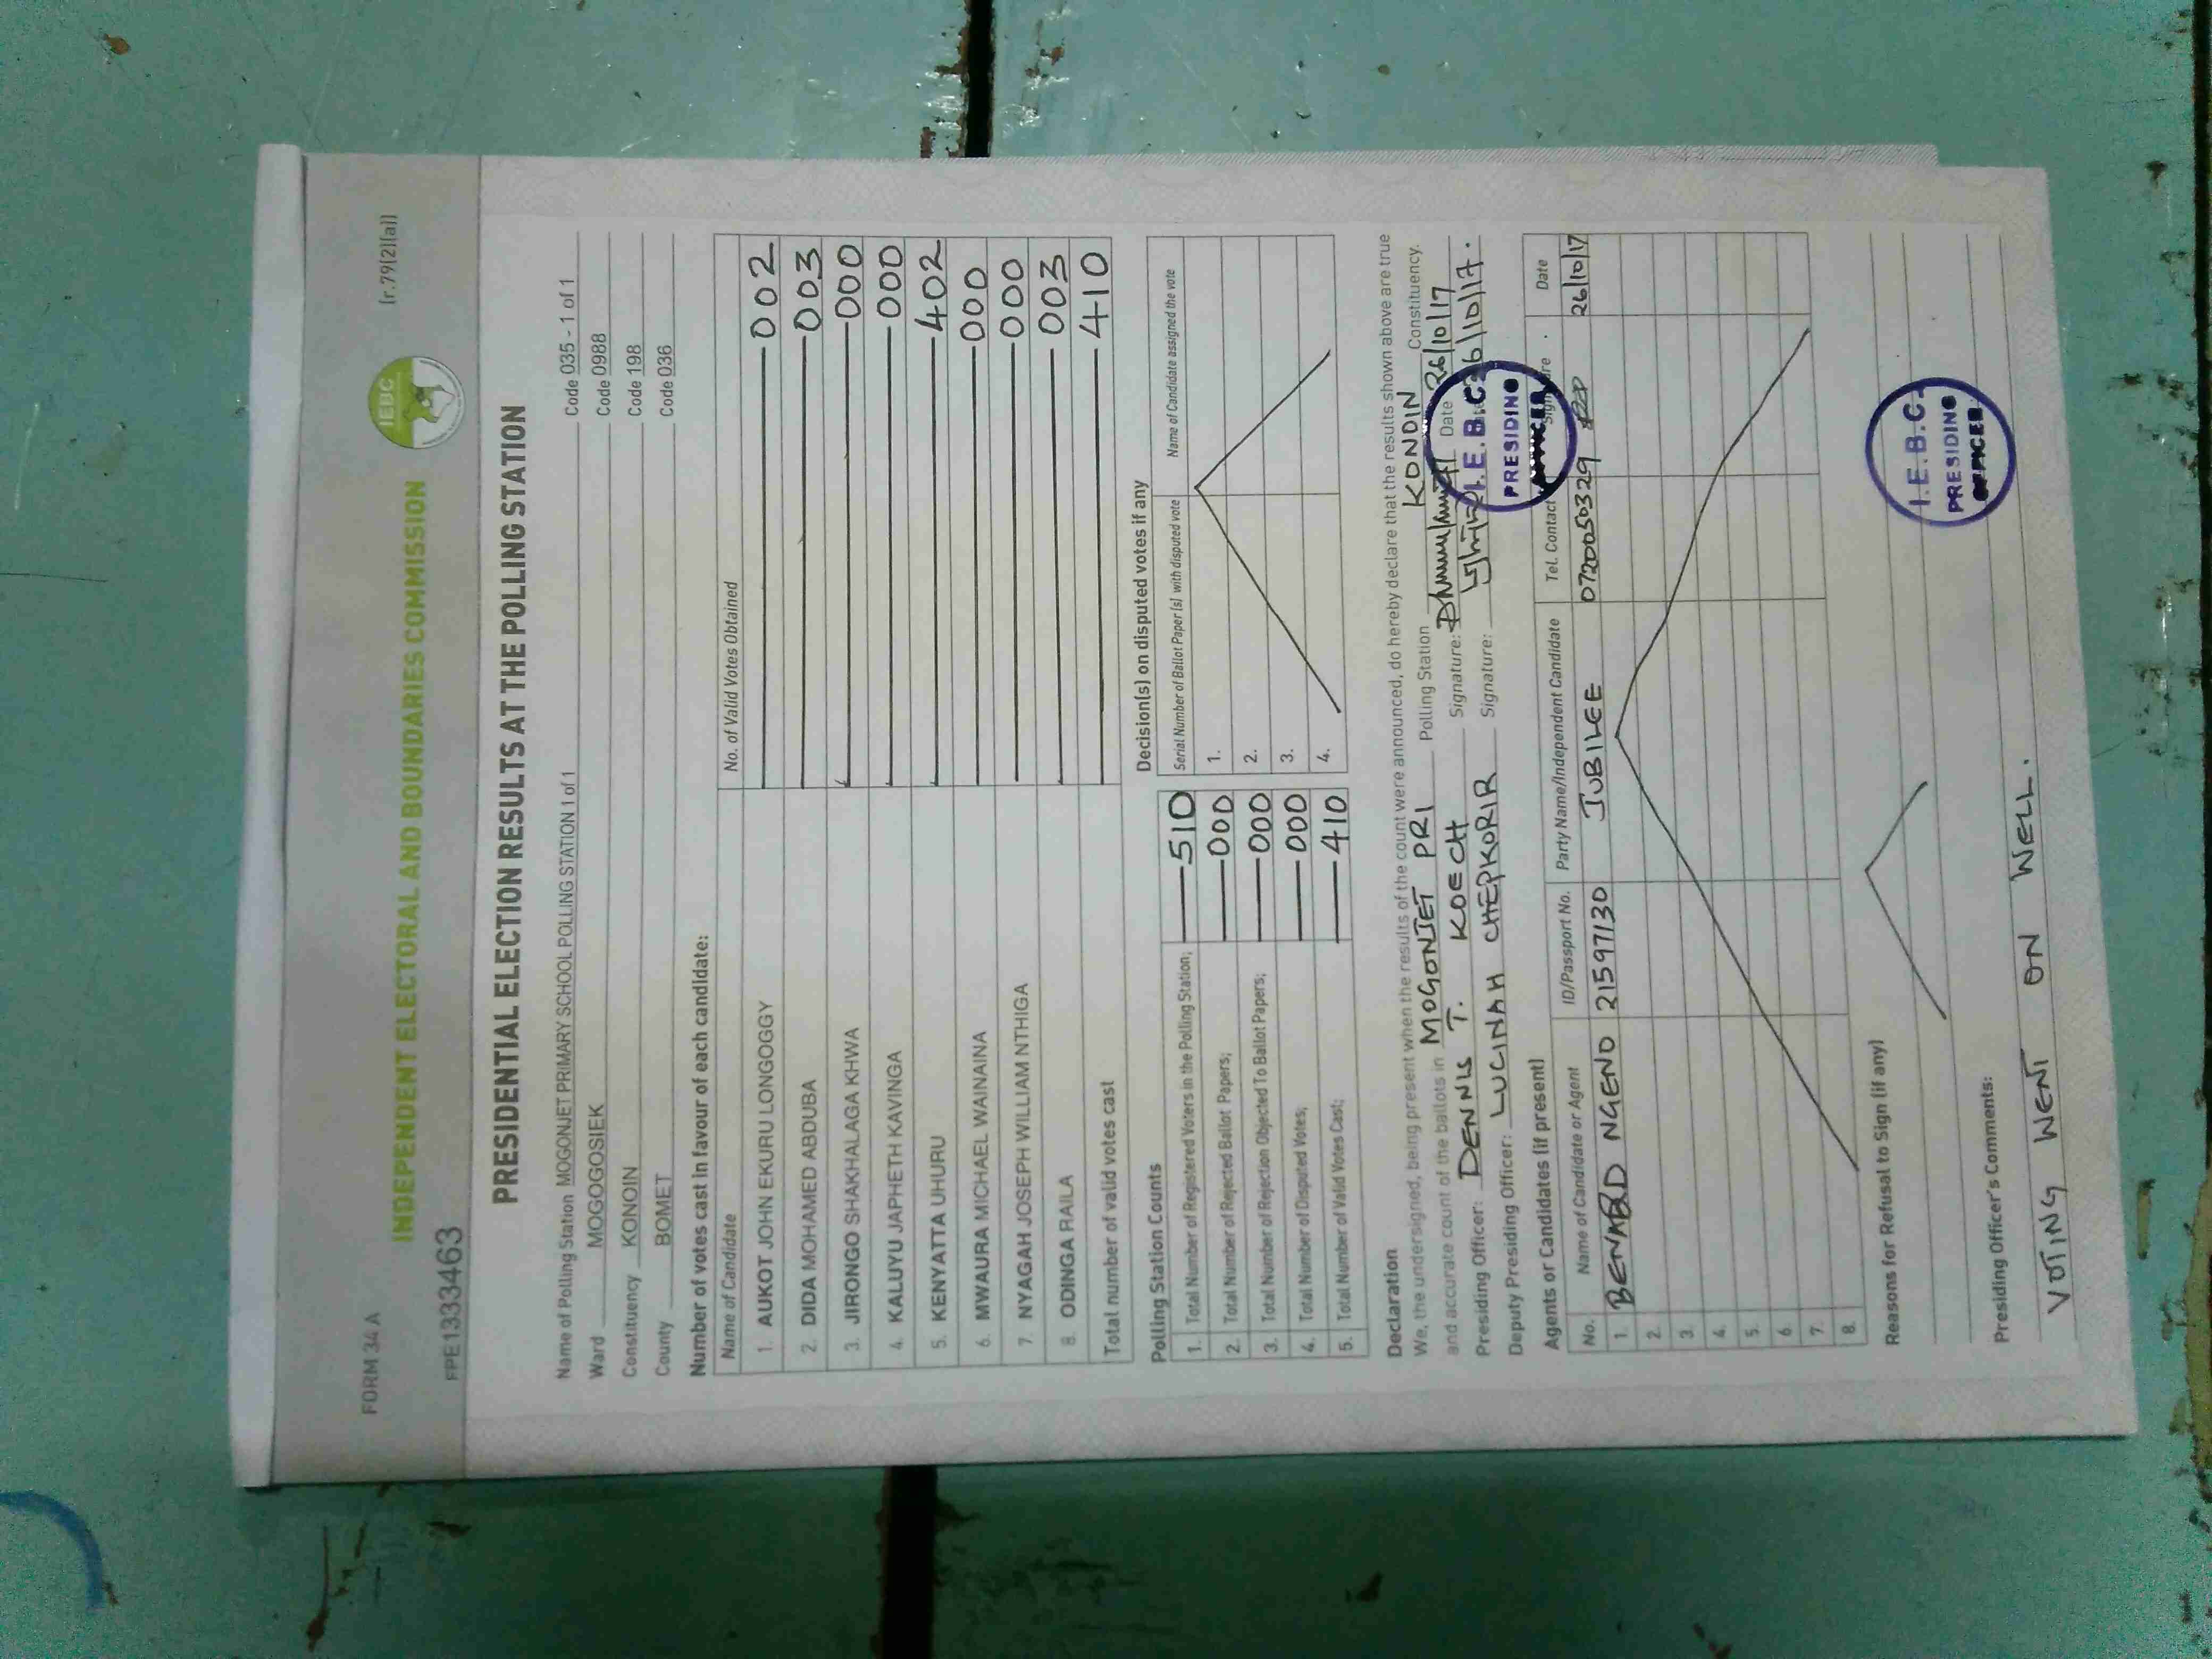 FORM 34 A
(r.79(2)(a))
IEBC
INDEPENDENT ELECTORAL AND BOUNDARIES COMMISSION
FPE1333463
PRESIDENTIAL ELECTION RESULTS AT THE POLLING STATION
Name of Polling Station MOGONJET PRIMARY SCHOOL POLLING STATION 1 of 1 Code 035 - 1 of 1
Ward MOGOGOSIEK Code 0988
Constituency KONOIN Code 198
County BOMET Code 036
Number of votes cast in favour of each candidate:
Name of Candidate No. of Valid Votes Obtained
1. AUKOT JOHN EKURU LONGOGGY 002
2. DIDA MOHAMED ABDUBA 003
3. JIRONGO SHAKHALAGA KHWA 000
4. KALUYU JAPHETH KAVINGA 000
5. KENYATTA UHURU 402
6. MWAURA MICHAEL WAINAINA 000
7. NYAGAH JOSEPH WILLIAM NTHIGA 000
8. ODINGA RAILA 003
Total number of valid votes cast 410
Polling Station Counts
1. Total Number of Registered Voters in the Polling Station; 510
2. Total Number of Rejected Ballot Papers; 000
3. Total Number of Rejection Objected To Ballot Papers; 000
4. Total Number of Disputed Votes; 000
5. Total Number of Valid Votes Cast; 410
Decision(s) on disputed votes if any
Serial Number of Ballot Paper (s) with disputed vote Name of Candidate assigned the vote
1.
2.
3.
4.
Declaration
We, the undersigned, being present when the results of the count were announced, do hereby declare that the results shown above are true
and accurate count of the ballots in MOGONJET PRI Polling Station KONDIN Constituency.
Presiding Officer: DENNIS T. KOECH Signature: Date 26/10/17
Deputy Presiding Officer: LUCINAH CHEPKORIR Signature: 26/10/17.
I.E.B.C.
PRESIDING
OFFICER
Agents or Candidates (if present)
No. Name of Candidate or Agent ID/Passport No. Party Name/Independent Candidate Tel. Contact Signature Date
1. BENARD NGENO 21597130 JUBILEE 0720050329 26/10/17
2.
3.
4.
5.
6.
7.
8.
Reasons for Refusal to Sign (if any)
I.E.B.C.
PRESIDING
OFFICER
Presiding Officer's Comments:
VOTING WENT ON WELL.